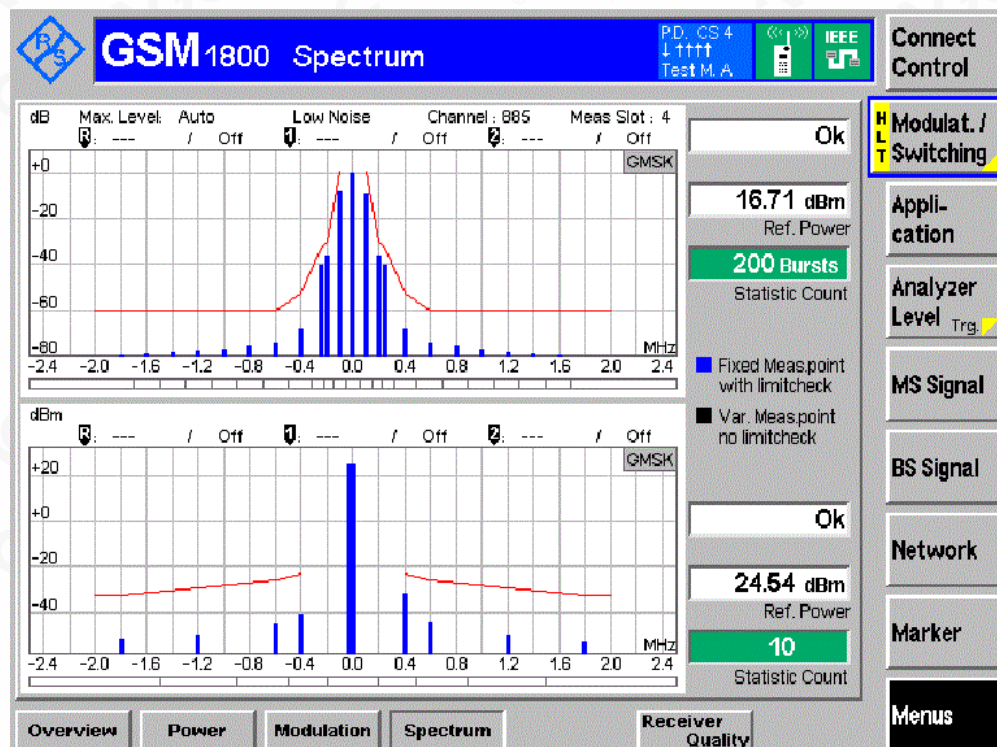 R&S
GSM 1800 Spectrum
P.D. CS 4
↓ ↑↑↑↑
Test M. A
IEEE
Connect
Control
dB Max. Level: Auto Low Noise Channel : 885 Meas Slot : 4
R: --- / Off 1: --- / Off 2: --- / Off
GMSK
+0
-20
-40
-60
-80
MHz
-2.4 -2.0 -1.6 -1.2 -0.8 -0.4 0.0 0.4 0.8 1.2 1.6 2.0 2.4
Ok
16.71 dBm
Ref. Power
200 Bursts
Statistic Count
Fixed Meas.point
with limitcheck
Var. Meas.point
no limitcheck
dBm
R: --- / Off 1: --- / Off 2: --- / Off
GMSK
+20
+0
-20
-40
MHz
-2.4 -2.0 -1.6 -1.2 -0.8 -0.4 0.0 0.4 0.8 1.2 1.6 2.0 2.4
Ok
24.54 dBm
Ref. Power
10
Statistic Count
HLT
Modulat. /
Switching
Appli-
cation
Analyzer
Level Trg.
MS Signal
BS Signal
Network
Marker
Menus
Overview
Power
Modulation
Spectrum
Receiver
Quality